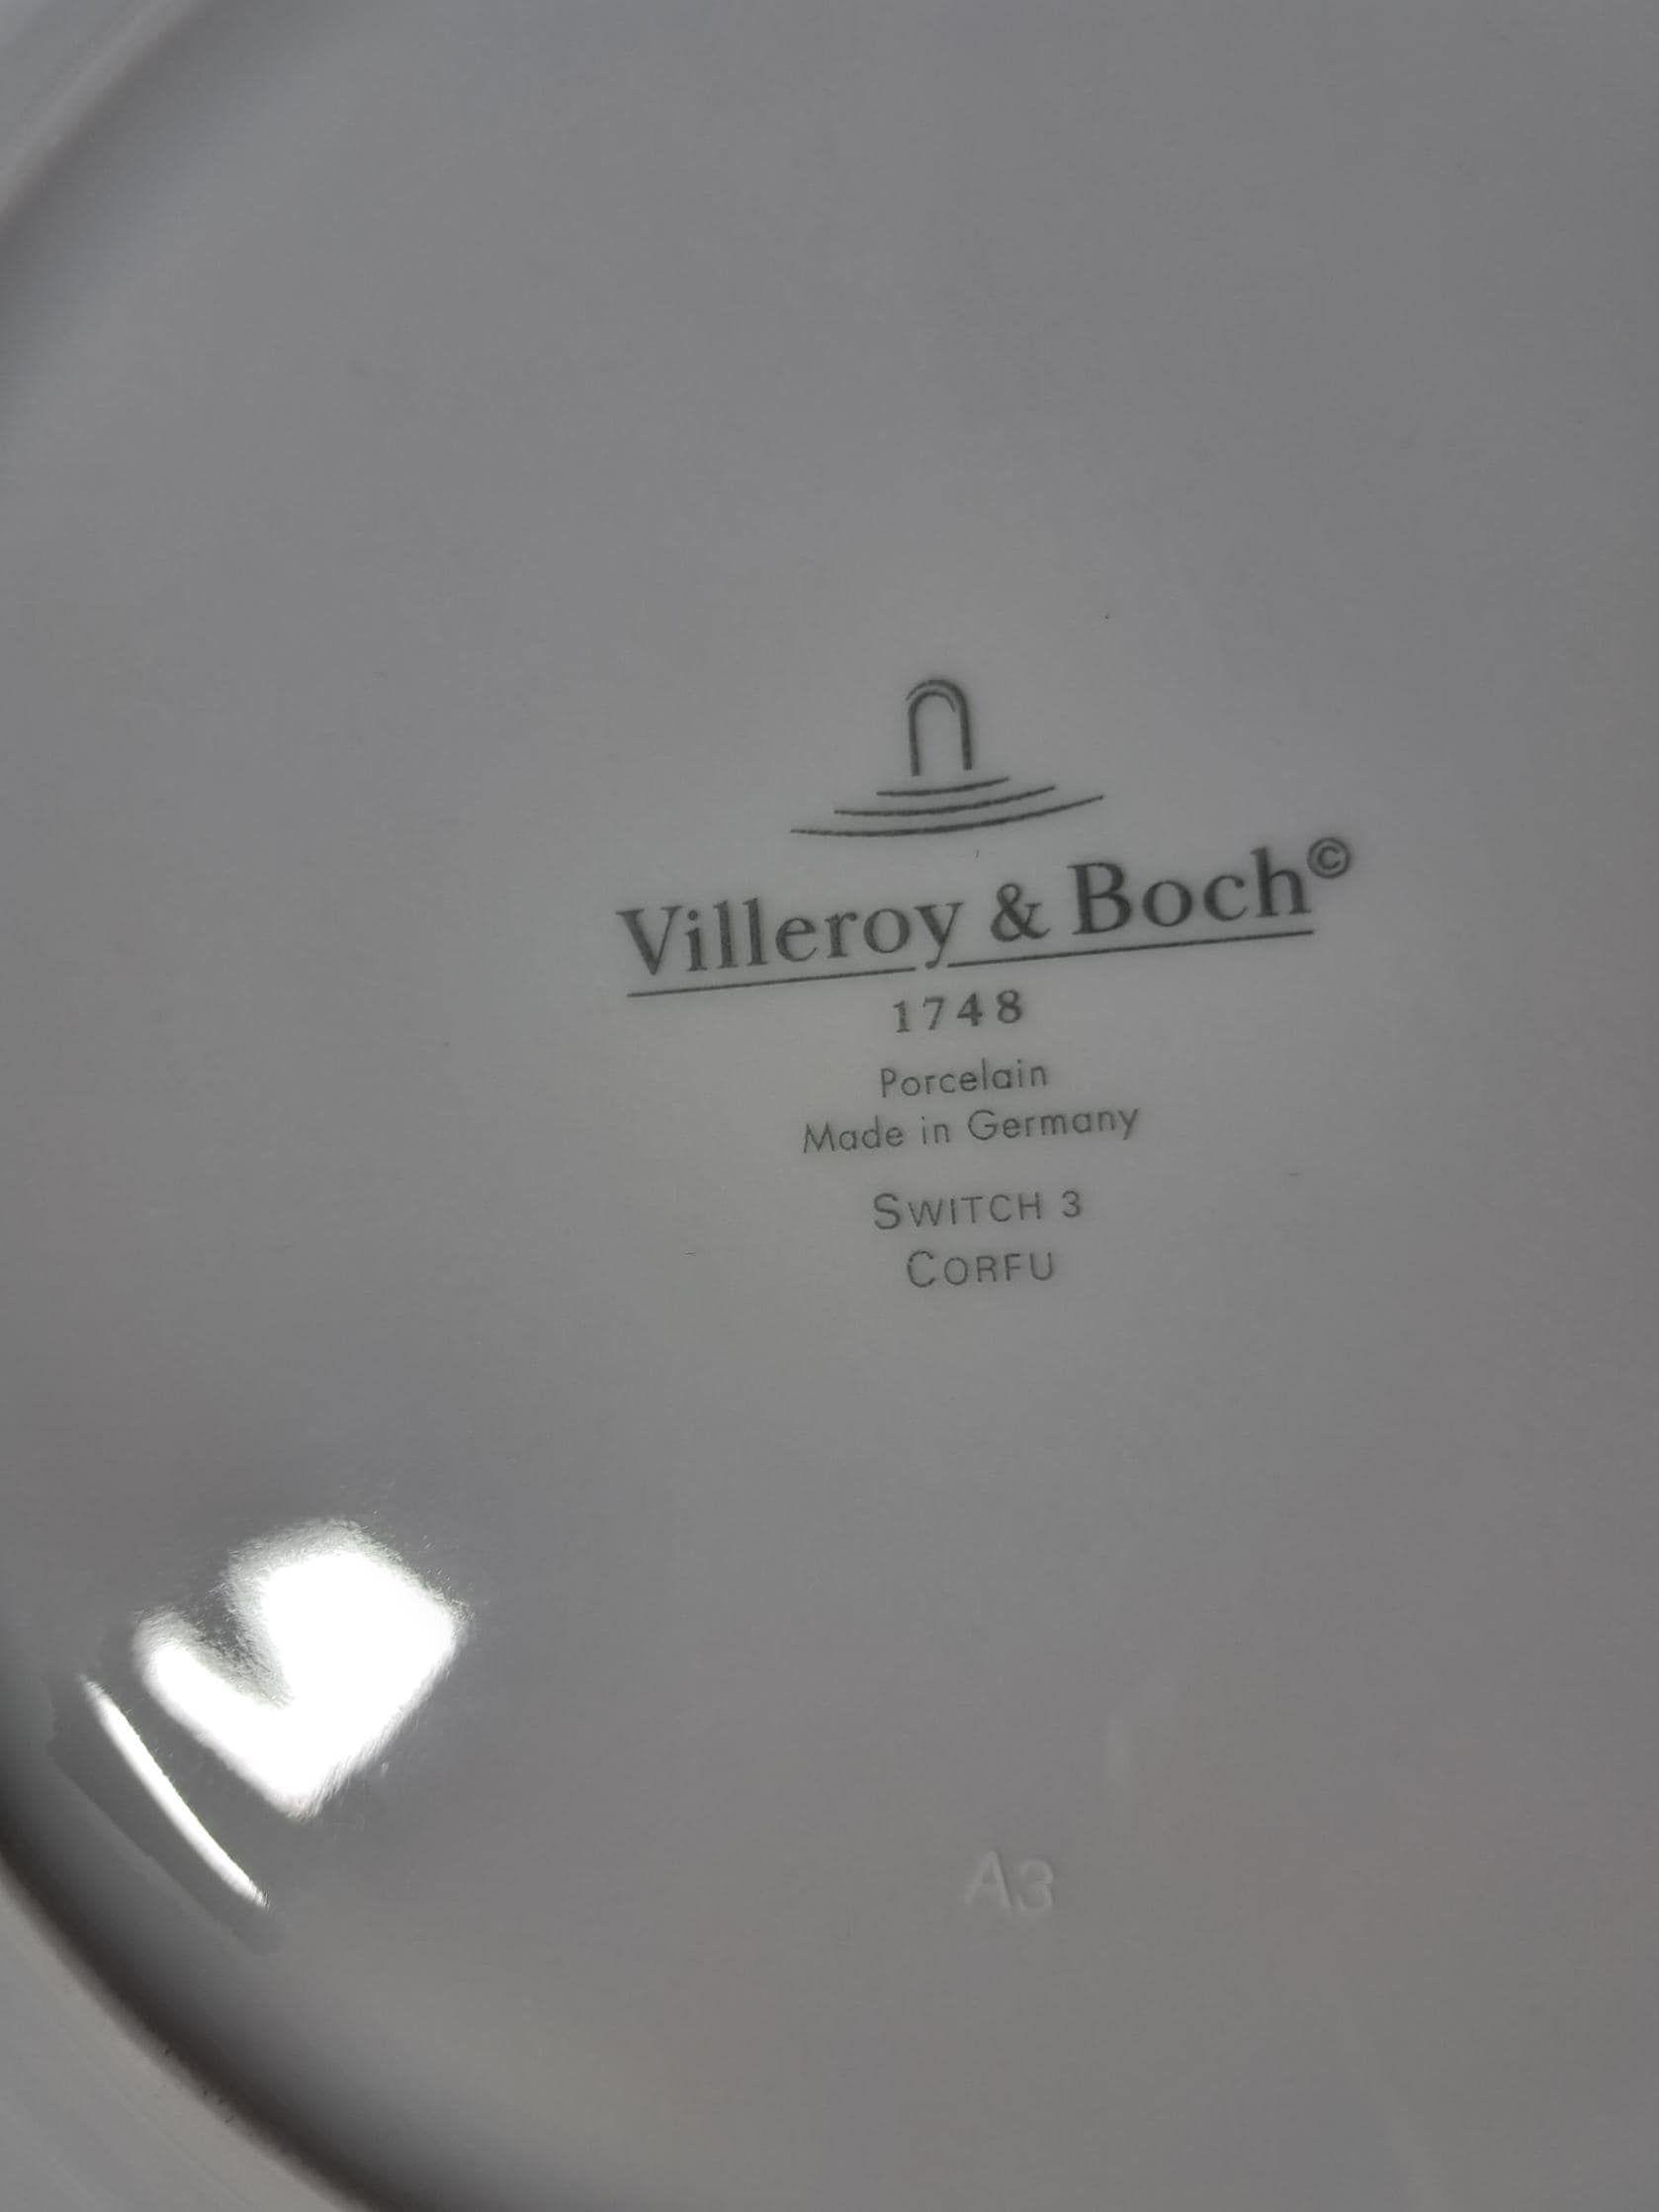 Villeroy & Boch©
1748
Porcelain
Made in Germany
SWITCH 3
CORFU
A3